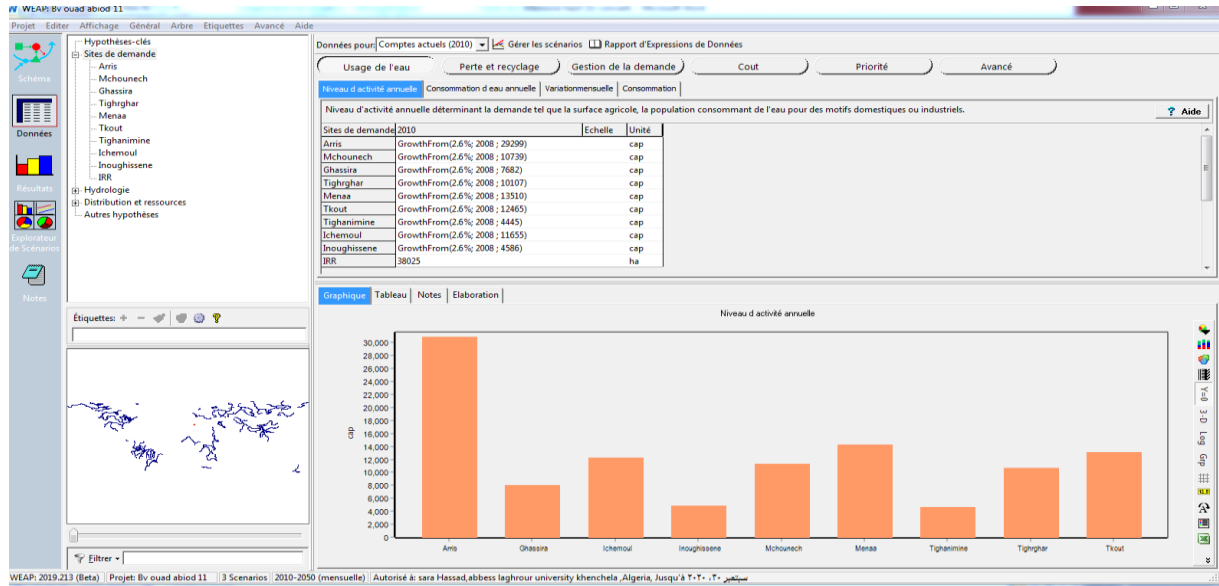 WEAP: Bv ouad abiod 11
Projet Editer Affichage Général Arbre Etiquettes Avancé Aide
Schéma
Données
Résultats
Explorateur
de Scénarios
Notes
Hypothèses-clés
Sites de demande
Arris
Mchounech
Ghassira
Tighrghar
Menaa
Tkout
Tighanimine
Ichemoul
Inoughissene
IRR
Hydrologie
Distribution et ressources
Autres hypothèses
Étiquettes:
Filtrer
Données pour: Comptes actuels (2010) Gérer les scénarios Rapport d'Expressions de Données
Usage de l'eau Perte et recyclage Gestion de la demande Cout Priorité Avancé
Niveau d activité annuelle Consommation d eau annuelle Variationmensuelle Consommation
Niveau d'activité annuelle déterminant la demande tel que la surface agricole, la population consommant de l'eau pour des motifs domestiques ou industriels.
? Aide
Sites de demande 2010 Echelle Unité
Arris GrowthFrom(2.6%; 2008 ; 29299) cap
Mchounech GrowthFrom(2.6%; 2008 ; 10739) cap
Ghassira GrowthFrom(2.6%; 2008 ; 7682) cap
Tighrghar GrowthFrom(2.6%; 2008 ; 10107) cap
Menaa GrowthFrom(2.6%; 2008 ; 13510) cap
Tkout GrowthFrom(2.6%; 2008 ; 12465) cap
Tighanimine GrowthFrom(2.6%; 2008 ; 4445) cap
Ichemoul GrowthFrom(2.6%; 2008 ; 11655) cap
Inoughissene GrowthFrom(2.6%; 2008 ; 4586) cap
IRR 38025 ha
Graphique Tableau Notes Elaboration
Niveau d activité annuelle
30,000
28,000
26,000
24,000
22,000
20,000
18,000
16,000
14,000
12,000
10,000
8,000
6,000
4,000
2,000
0
cap
Arris Ghassira Ichemoul Inoughissene Mchounech Menaa Tighanimine Tighrghar Tkout
Y=0
3-D
Log
Grp
WEAP: 2019.213 (Beta) Projet: Bv ouad abiod 11 3 Scenarios 2010-2050 (mensuelle) Autorisé à: sara Hassad,abbess laghrour university khenchela ,Algeria, Jusqu'à ٣٠ سبتمبر، ٢٠٢٠